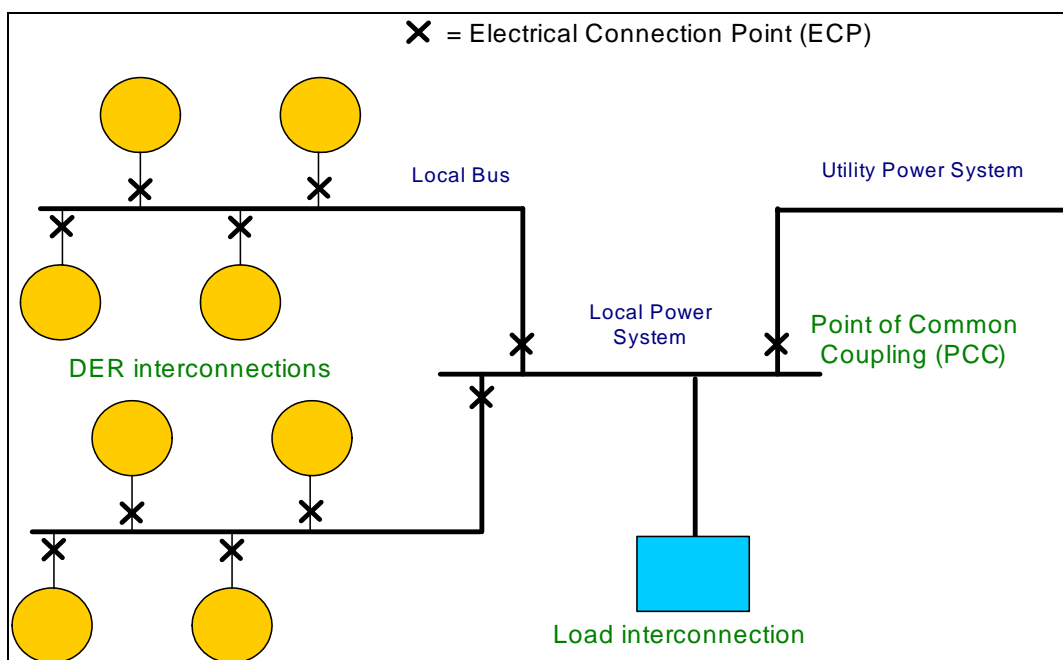 X = Electrical Connection Point (ECP)
Local Bus
Utility Power System
Local Power
System
Point of Common
Coupling (PCC)
DER interconnections
Load interconnection